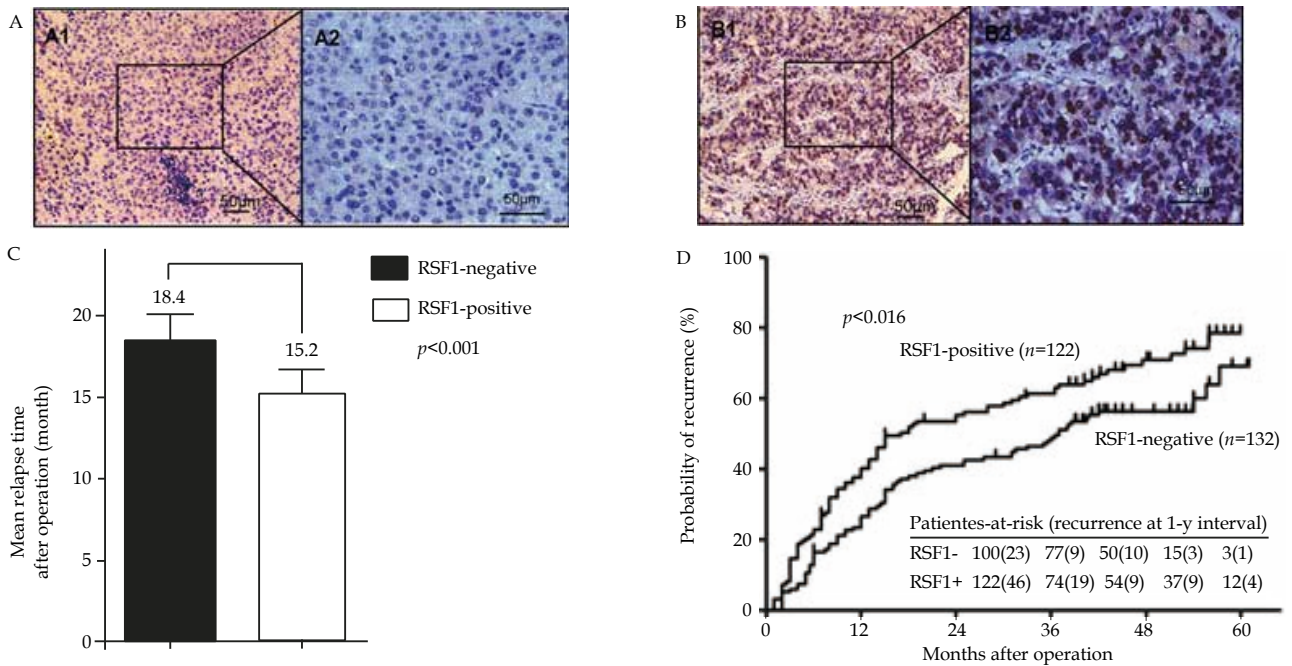 A
A1
50µm
A2
50µm
B
B1
50µm
B2
50µm
C
Mean relapse time
after operation (month)
20
15
10
5
0
18.4
15.2
RSF1-negative
RSF1-positive
p<0.001
D
Probability of recurrence (%)
100
80
60
40
20
0
p<0.016
RSF1-positive (n=122)
RSF1-negative (n=132)
Patientes-at-risk (recurrence at 1-y interval)
RSF1- 100(23) 77(9) 50(10) 15(3) 3(1)
RSF1+ 122(46) 74(19) 54(9) 37(9) 12(4)
0 12 24 36 48 60
Months after operation